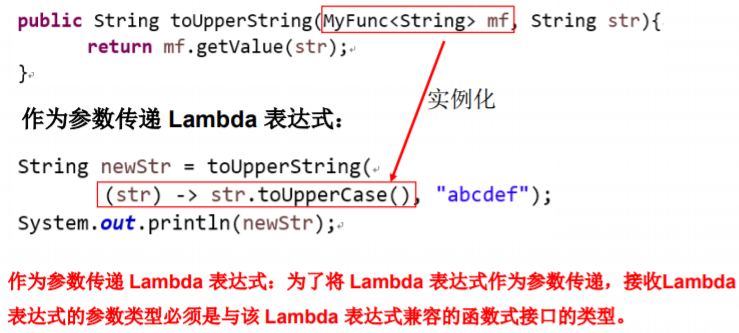 public String toUpperString(MyFunc<String> mf, String str){
return mf.getValue(str);
}
作为参数传递 Lambda 表达式：
实例化
String newStr = toUpperString(
(str) -> str.toUpperCase(), "abcdef");
System.out.println(newStr);
作为参数传递 Lambda 表达式：为了将 Lambda 表达式作为参数传递，接收Lambda
表达式的参数类型必须是与该 Lambda 表达式兼容的函数式接口的类型。